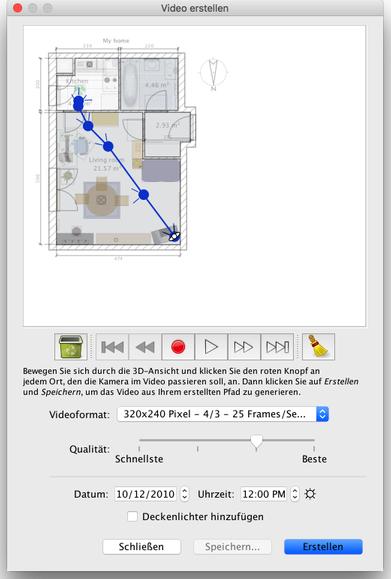 Video erstellen
My home
Kitchen
4.46 m²
N
2.93 m²
Living room
21.57 m²
474
Bewegen Sie sich durch die 3D-Ansicht und klicken Sie den roten Knopf an
jedem Ort, den die Kamera im Video passieren soll, an. Dann klicken Sie auf Erstellen
und Speichern, um das Video aus Ihrem erstellten Pfad zu generieren.
Videoformat: 320x240 Pixel – 4/3 – 25 Frames/Se...
Qualität:
Schnellste Beste
Datum: 10/12/2010 Uhrzeit: 12:00 PM
Deckenlichter hinzufügen
Schließen Speichern... Erstellen